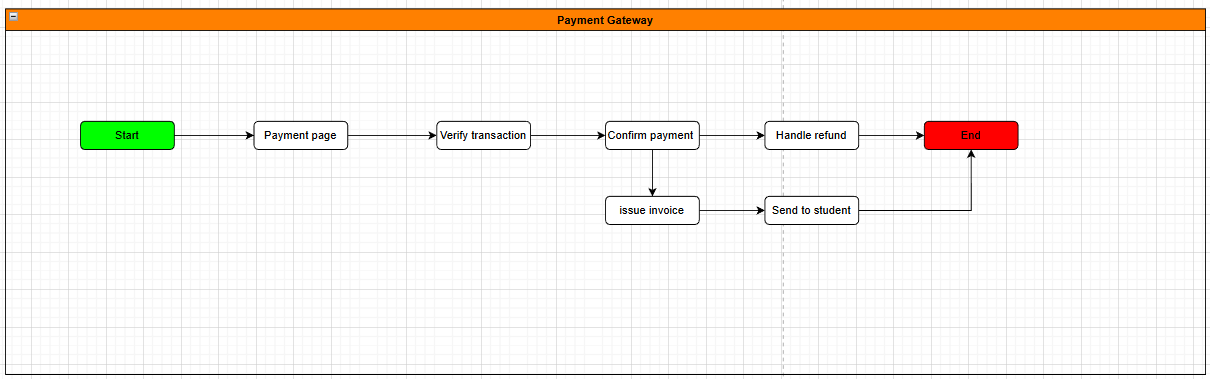 Payment Gateway
Start
Payment page
Verify transaction
Confirm payment
Handle refund
End
issue invoice
Send to student